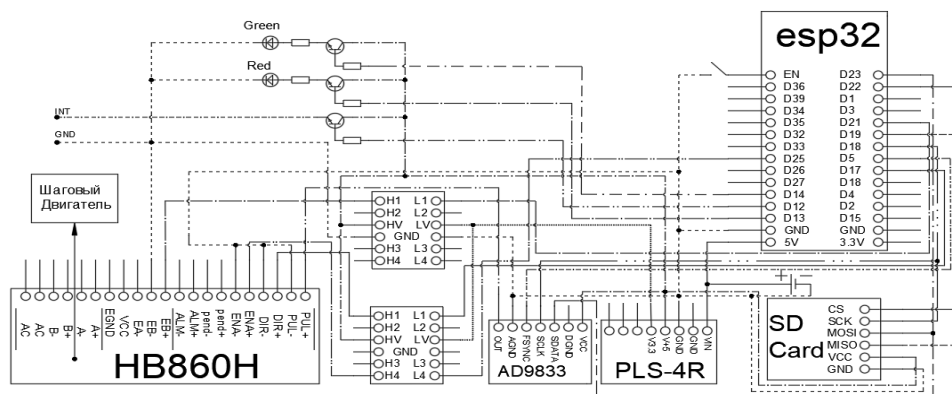 Green
Red
INT
GND
Шаговый
Двигатель
HB860H
AC
AC
B-
B+
A-
A+
EGND
VCC
EA-
EB-
EB+
ALM-
ALM+
pend-
pend+
ENA-
ENA+
DIR-
DIR+
PUL-
PUL+
H1 L1
H2 L2
HV LV
GND
H3 L3
H4 L4
H1 L1
H2 L2
HV LV
GND
H3 L3
H4 L4
OUT
AGND
FSYNC
SCLK
SDATA
DGND
VCC
AD9833
V3.3
V+5
GND
GND
VIN
PLS-4R
esp32
EN D23
D36 D22
D39 D1
D34 D3
D35 D21
D32 D19
D33 D18
D25 D5
D26 D17
D27 D18
D14 D4
D12 D2
D13 D15
GND GND
5V 3.3V
+ -
SD
Card
CS
SCK
MOSI
MISO
VCC
GND